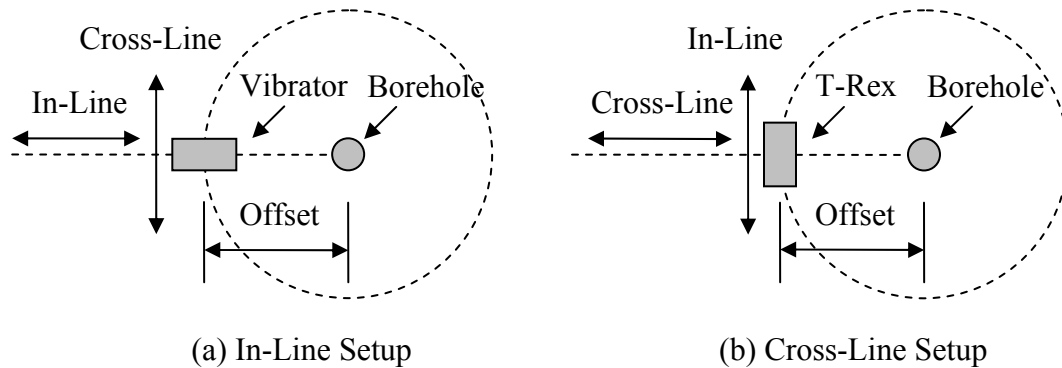 Cross-Line
Vibrator
Borehole
In-Line
Offset
(a) In-Line Setup
In-Line
T-Rex
Borehole
Cross-Line
Offset
(b) Cross-Line Setup